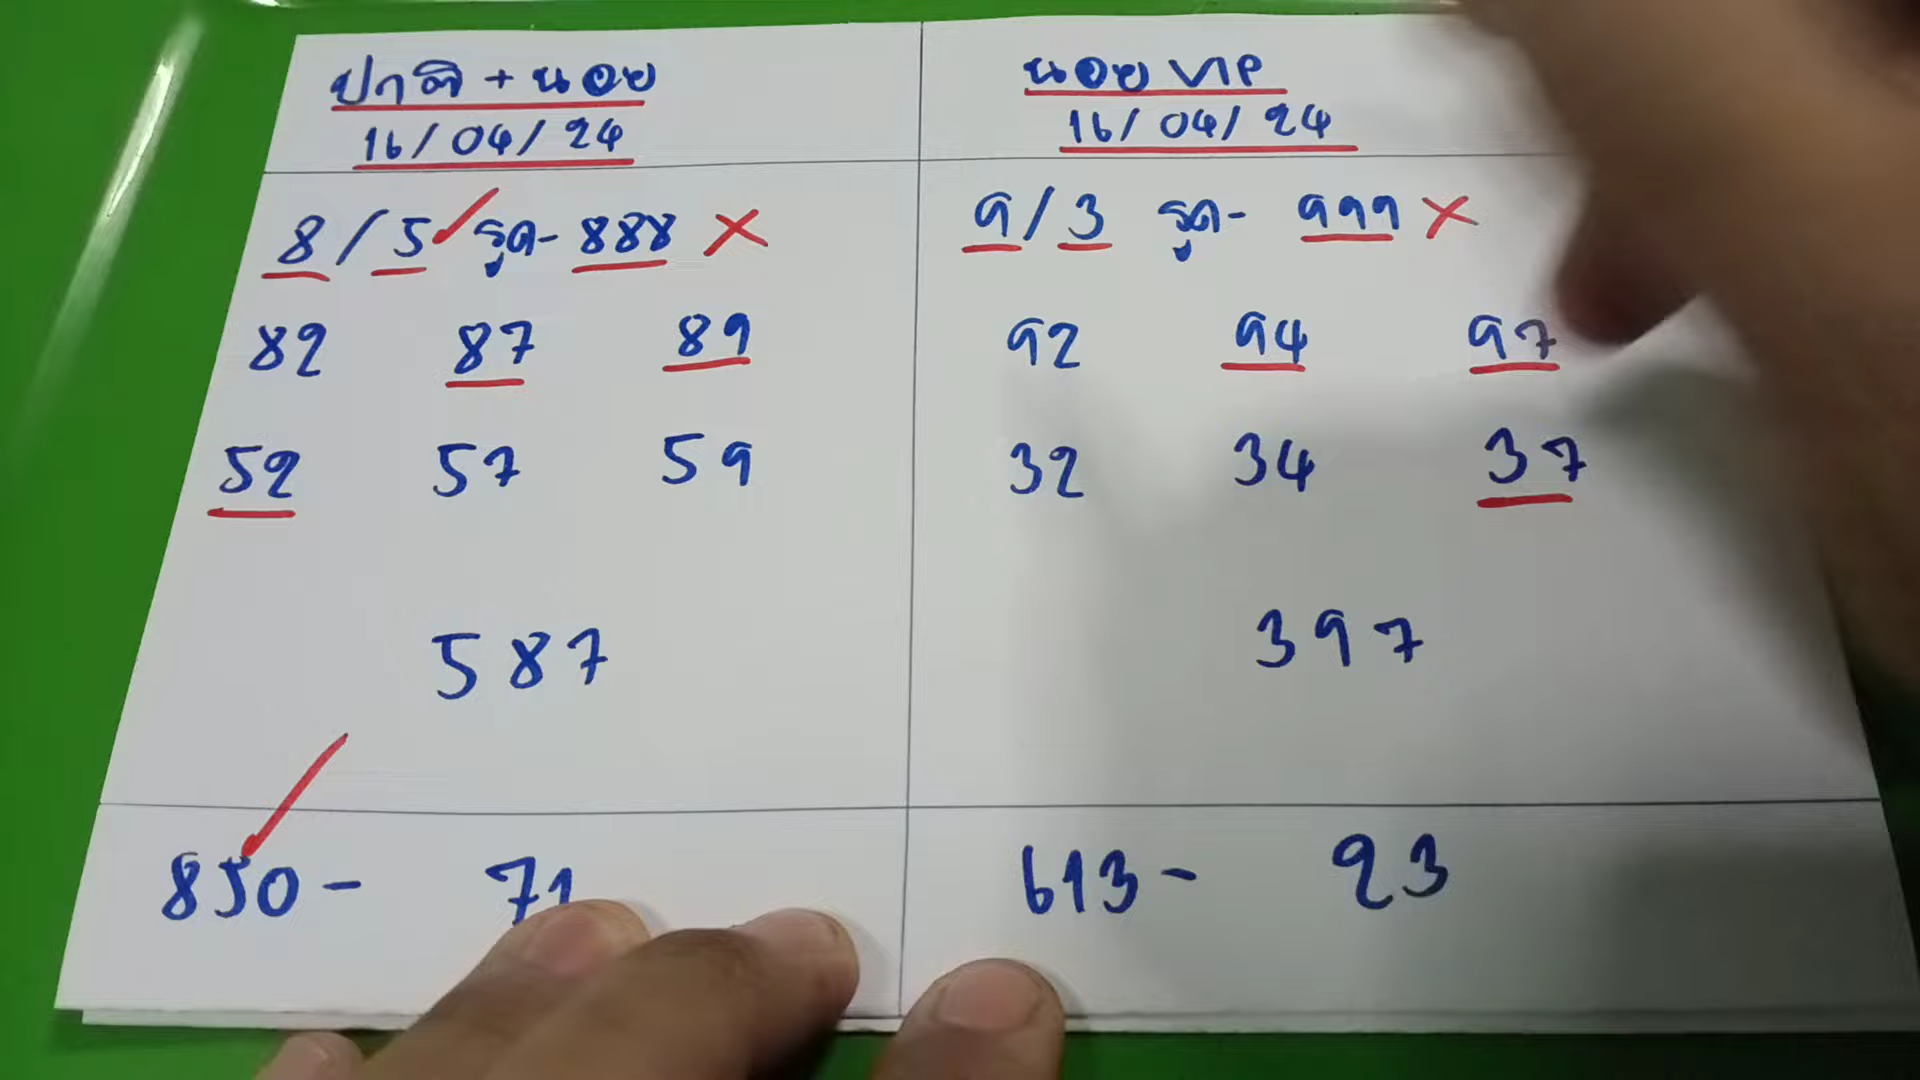 ปกติ + นอย
16/04/24
8/5 รูด- 888
82 87 89
52 57 59
587
850 - 71
นอย VIP
16/04/24
9/3 รูด- 999
92 94 97
32 34 37
397
613 - 23